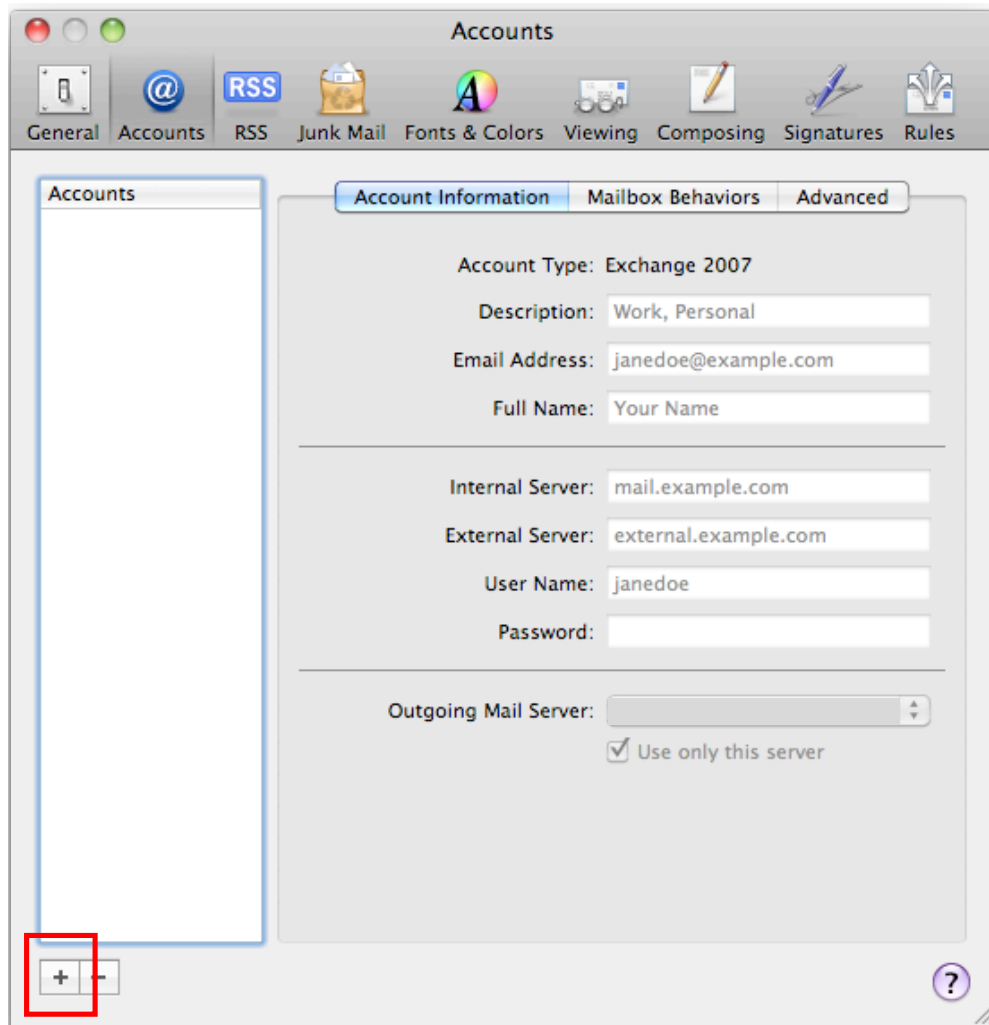 Accounts
RSS
General Accounts RSS Junk Mail Fonts & Colors Viewing Composing Signatures Rules
Accounts
Account Information Mailbox Behaviors Advanced
Account Type: Exchange 2007
Description: Work, Personal
Email Address: janedoe@example.com
Full Name: Your Name
Internal Server: mail.example.com
External Server: external.example.com
User Name: janedoe
Password:
Outgoing Mail Server:
Use only this server
+ −
?